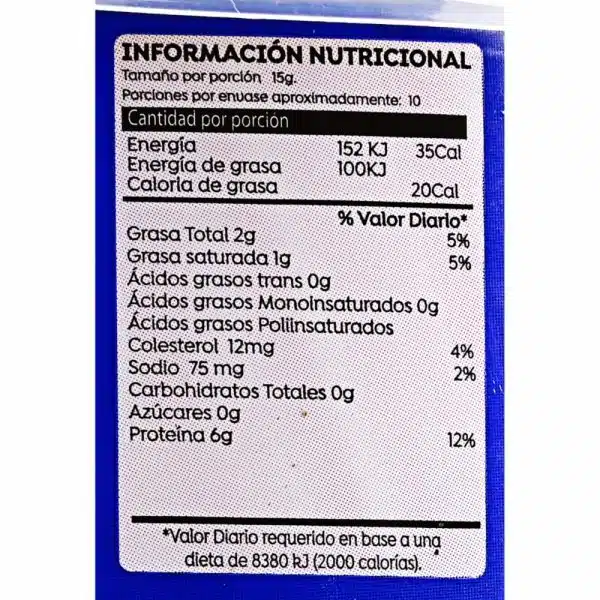 INFORMACIÓN NUTRICIONAL
Tamaño por porción 15g.
Porciones por envase aproximadamente: 10
Cantidad por porción
Energía 152 KJ 35Cal
Energía de grasa 100KJ
Caloría de grasa 20Cal
% Valor Diario*
Grasa Total 2g 5%
Grasa saturada 1g 5%
Ácidos grasos trans 0g
Ácidos grasos Monoinsaturados 0g
Ácidos grasos Poliinsaturados
Colesterol 12mg 4%
Sodio 75 mg 2%
Carbohidratos Totales 0g
Azúcares 0g
Proteína 6g 12%
*Valor Diario requerido en base a una
dieta de 8380 kJ (2000 calorías).